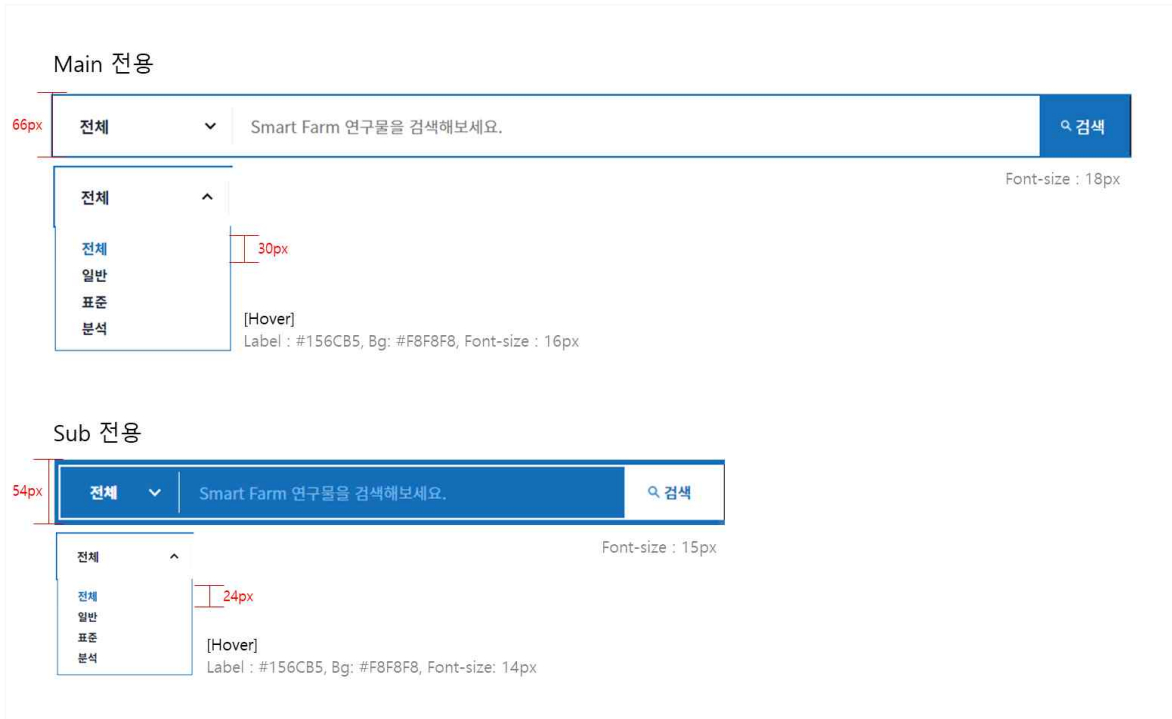 Main 전용
66px
전체
Smart Farm 연구물을 검색해보세요.
검색
Font-size : 18px
전체
전체
30px
일반
표준
분석
[Hover]
Label : #156CB5, Bg: #F8F8F8, Font-size : 16px
Sub 전용
54px
전체
Smart Farm 연구물을 검색해보세요.
검색
Font-size : 15px
전체
전체
24px
일반
표준
분석
[Hover]
Label : #156CB5, Bg: #F8F8F8, Font-size: 14px